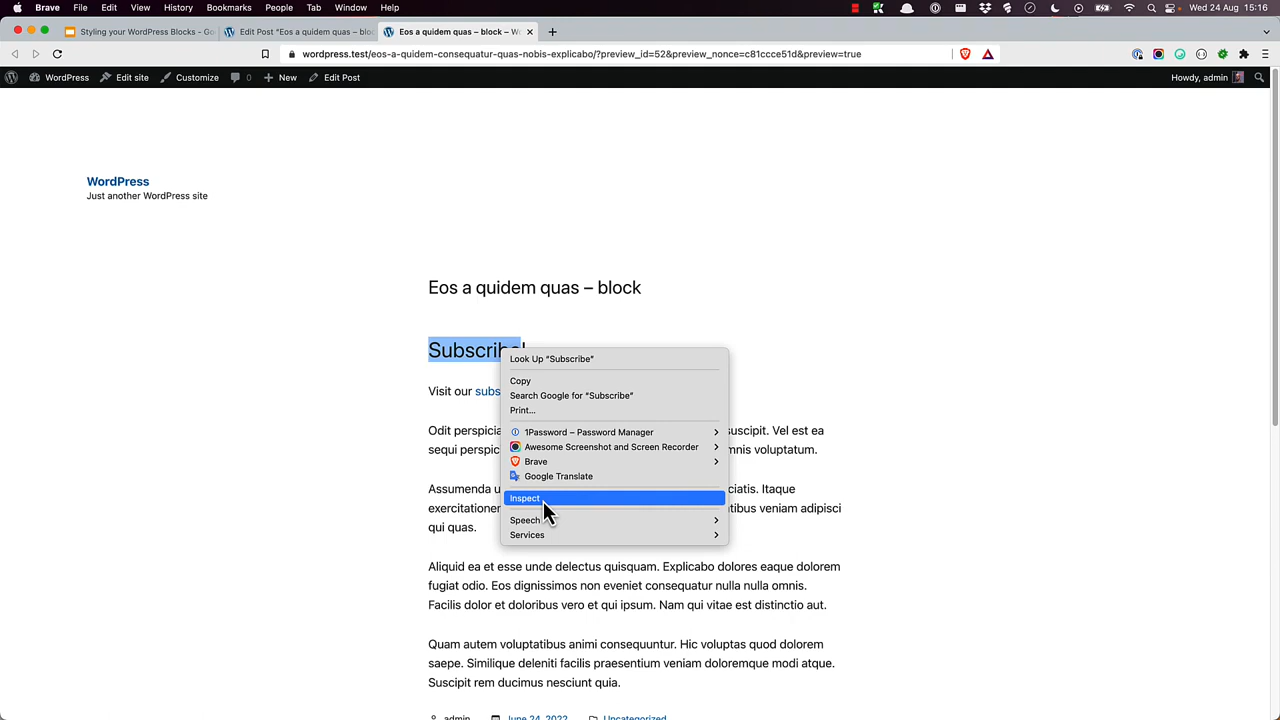 Brave File Edit View History Bookmarks People Tab Window Help Thu Aug 11 6:13
Styling your WordPress Blocks - Go
Edit Post “Eos a quidem quas – bloc
Eos a quidem quas – block – W
wordpress.test/eos-a-quidem-consequatur-quas-nobis-explicabo/?preview_id=52&preview_nonce=c81ccce51d&preview=true
WordPress Edit site Customize 0 New Edit Post Howdy, admin
WordPress
Just another WordPress site
Eos a quidem quas – block
Subscribe!
Look Up “Subscribe”
Copy
Search Google for “Subscribe”
Print...
1Password – Password Manager
Awesome Screenshot and Screen Recorder
Brave
Google Translate
Inspect
Speech
Services
Visit our subs
Odit perspicia suscipit. Vel est ea
sequi perspic mnis voluptatum.
Assumenda u ciatis. Itaque
exercitationer tibus veniam adipisci
qui quas.
Aliquid ea et esse unde delectus quisquam. Explicabo dolores eaque dolorem
fugiat odio. Eos dignissimos non eveniet consequatur nulla nulla omnis.
Facilis dolor et doloribus vero et qui ipsum. Nam qui vitae est distinctio aut.
Quam autem voluptatibus animi consequuntur. Hic voluptas quod dolorem
saepe. Similique deleniti facilis praesentium veniam doloremque modi atque.
Suscipit rem ducimus nesciunt quia.
admin June 24, 2022 Uncategorized